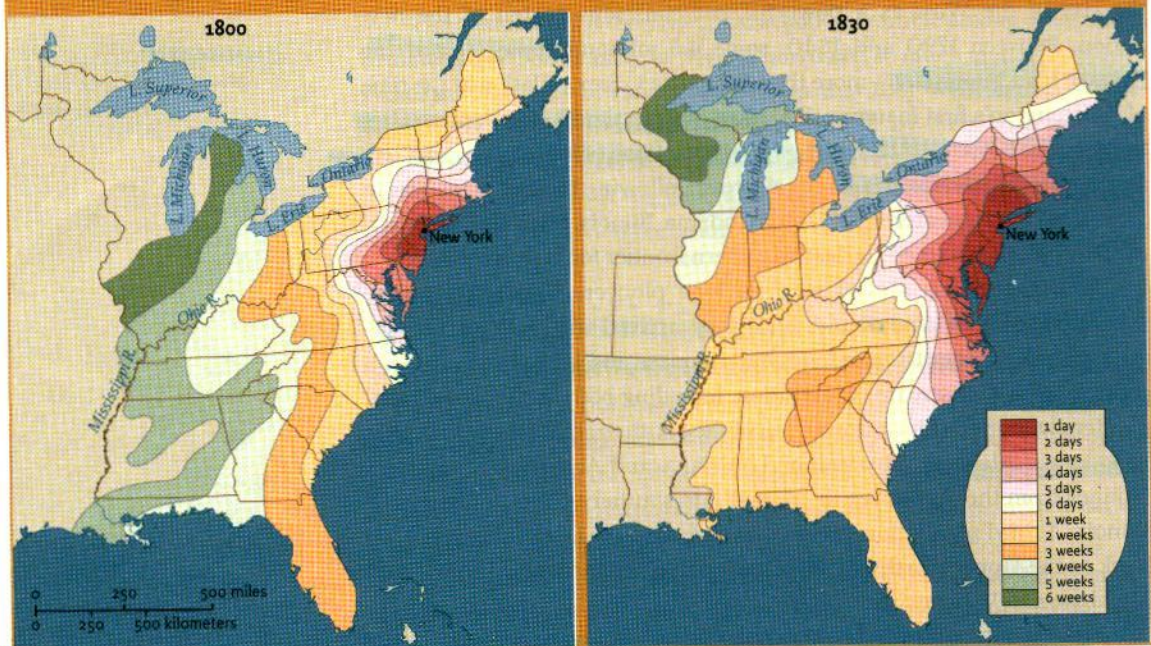 1800
L. Superior
L. Michigan
L. Huron
L. Ontario
L. Erie
New York
Ohio R.
Mississippi R.
0 250 500 miles
0 250 500 kilometers
1830
L. Superior
L. Michigan
L. Huron
L. Ontario
L. Erie
New York
Ohio R.
Mississippi R.
1 day
2 days
3 days
4 days
5 days
6 days
1 week
2 weeks
3 weeks
4 weeks
5 weeks
6 weeks